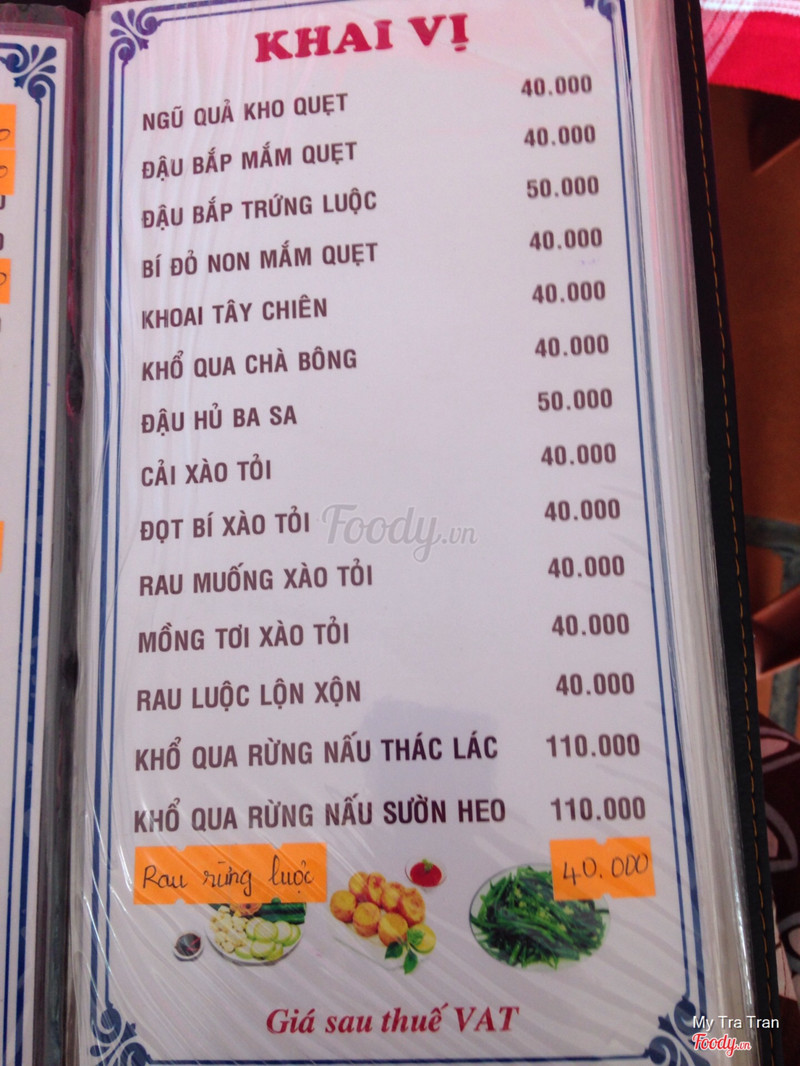 KHAI VỊ
NGŨ QUẢ KHO QUẸT 40.000
ĐẬU BẮP MẮM QUẸT 40.000
ĐẬU BẮP TRỨNG LUỘC 50.000
BÍ ĐỎ NON MẮM QUẸT 40.000
KHOAI TÂY CHIÊN 40.000
KHỔ QUA CHÀ BÔNG 40.000
ĐẬU HỦ BA SA 50.000
CẢI XÀO TỎI 40.000
ĐỌT BÍ XÀO TỎI 40.000
RAU MUỐNG XÀO TỎI 40.000
MỒNG TƠI XÀO TỎI 40.000
RAU LUỘC LỘN XỘN 40.000
KHỔ QUA RỪNG NẤU THÁC LÁC 110.000
KHỔ QUA RỪNG NẤU SƯỜN HEO 110.000
Rau rừng luộc 40.000
Giá sau thuế VAT
Foody.vn
My Tra Tran
Foody.vn